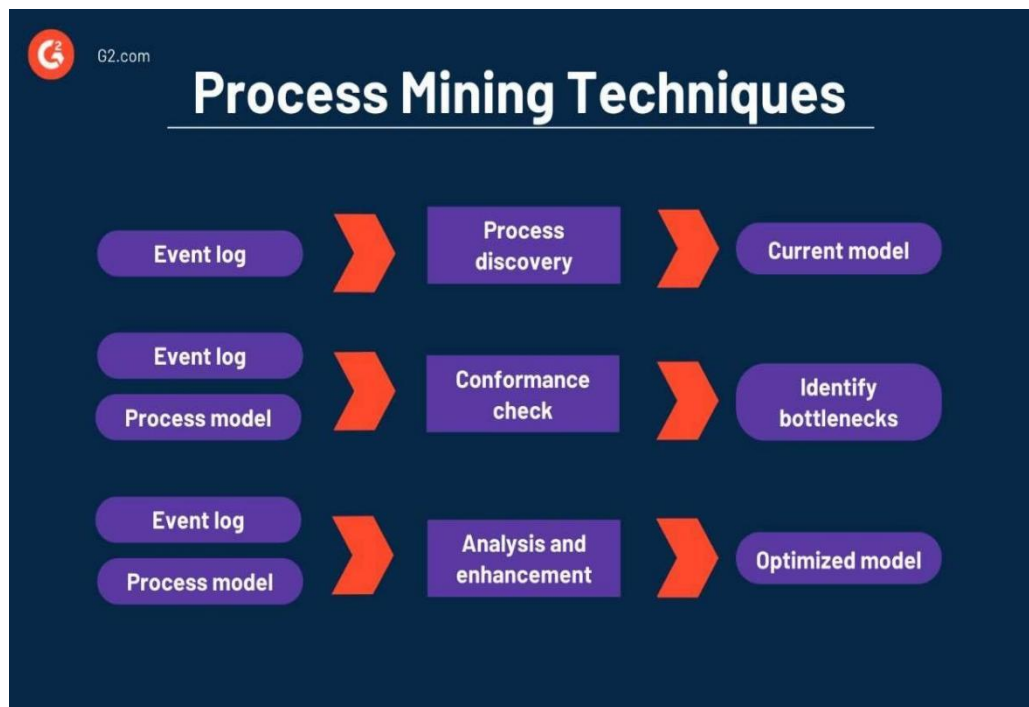 G2
G2.com
Process Mining Techniques
Event log
Process
discovery
Current model
Event log
Process model
Conformance
check
Identify
bottlenecks
Event log
Process model
Analysis and
enhancement
Optimized model